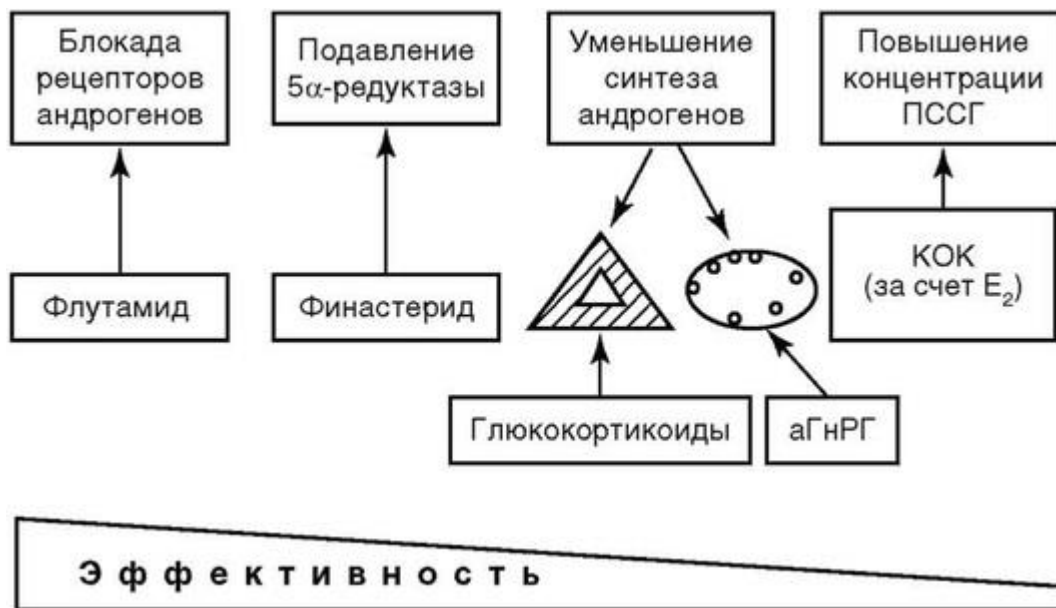 Блокада
рецепторов
андрогенов
Подавление
5α-редуктазы
Уменьшение
синтеза
андрогенов
Повышение
концентрации
ПССГ
Флутамид
Финастерид
КОК
(за счет E₂)
Глюкокортикоиды
аГнРГ
Эффективность